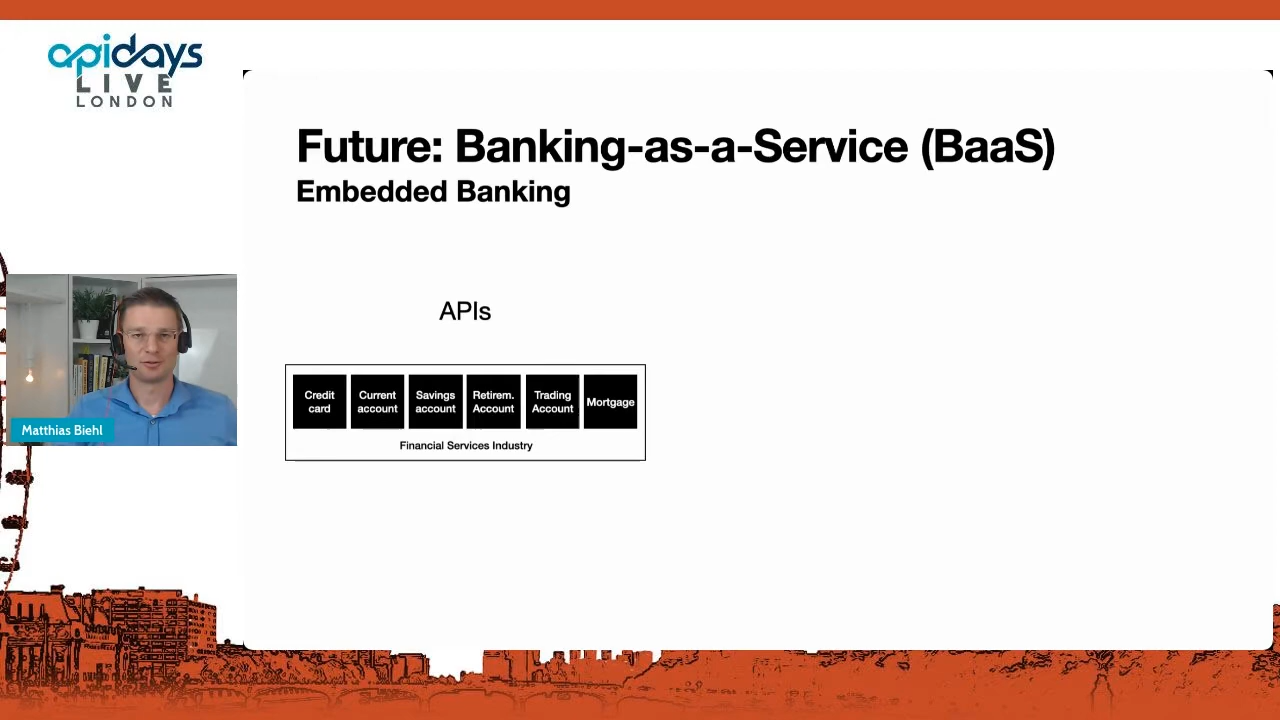 apidays
LIVE
LONDON
Future: Banking-as-a-Service (BaaS)
Embedded Banking
APIs
Credit card
Current account
Savings account
Retirem. Account
Trading Account
Mortgage
Financial Services Industry
Matthias Biehl